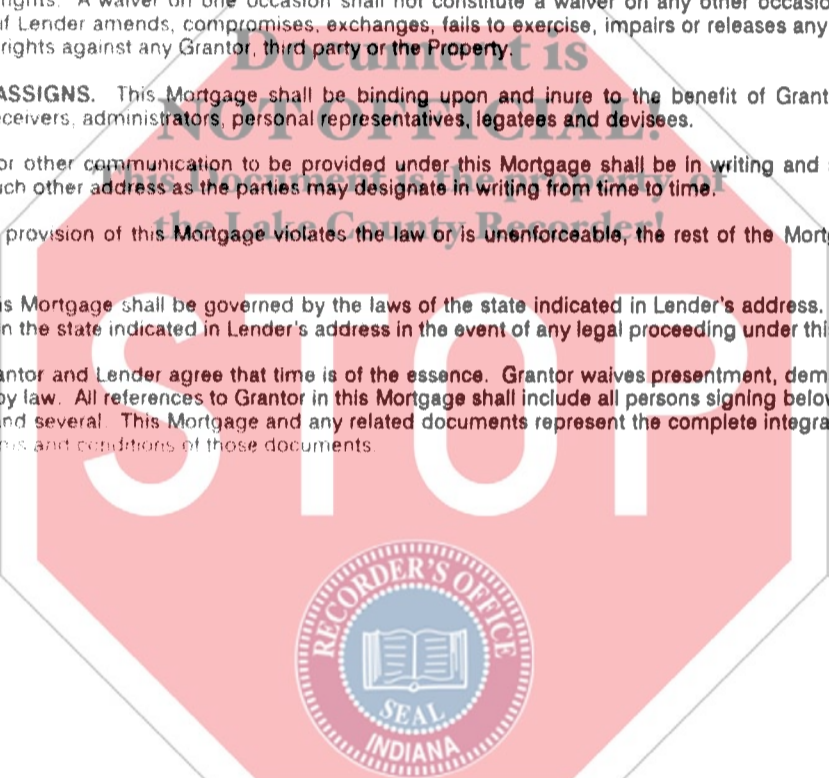 rights. A waiver on one occasion shall not constitute a waiver on any other occasion
if Lender amends, compromises, exchanges, fails to exercise, impairs or releases any
rights against any Grantor, third party or the Property.
Document is
ASSIGNS. This Mortgage shall be binding upon and inure to the benefit of Grant
ceivers, administrators, personal representatives, legatees and devisees.
NOT OFFICIAL!
or other communication to be provided under this Mortgage shall be in writing and
ch other address as the parties may designate in writing from time to time.
This Document is the property of
the Lake County Recorder!
provision of this Mortgage violates the law or is unenforceable, the rest of the Mortg
s Mortgage shall be governed by the laws of the state indicated in Lender's address.
n the state indicated in Lender's address in the event of any legal proceeding under thi
antor and Lender agree that time is of the essence. Grantor waives presentment, dem
by law. All references to Grantor in this Mortgage shall include all persons signing below
nd several. This Mortgage and any related documents represent the complete integra
ms and conditions of those documents.
STOP
RECORDER'S OFFICE
SEAL
INDIANA